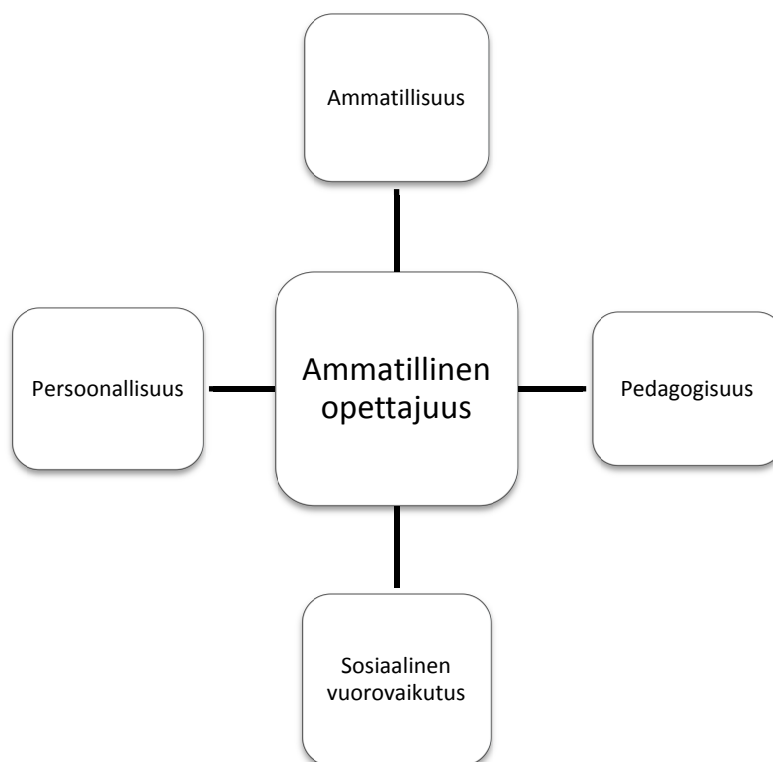 Ammatillisuus
Persoonallisuus
Ammatillinen
opettajuus
Pedagogisuus
Sosiaalinen
vuorovaikutus